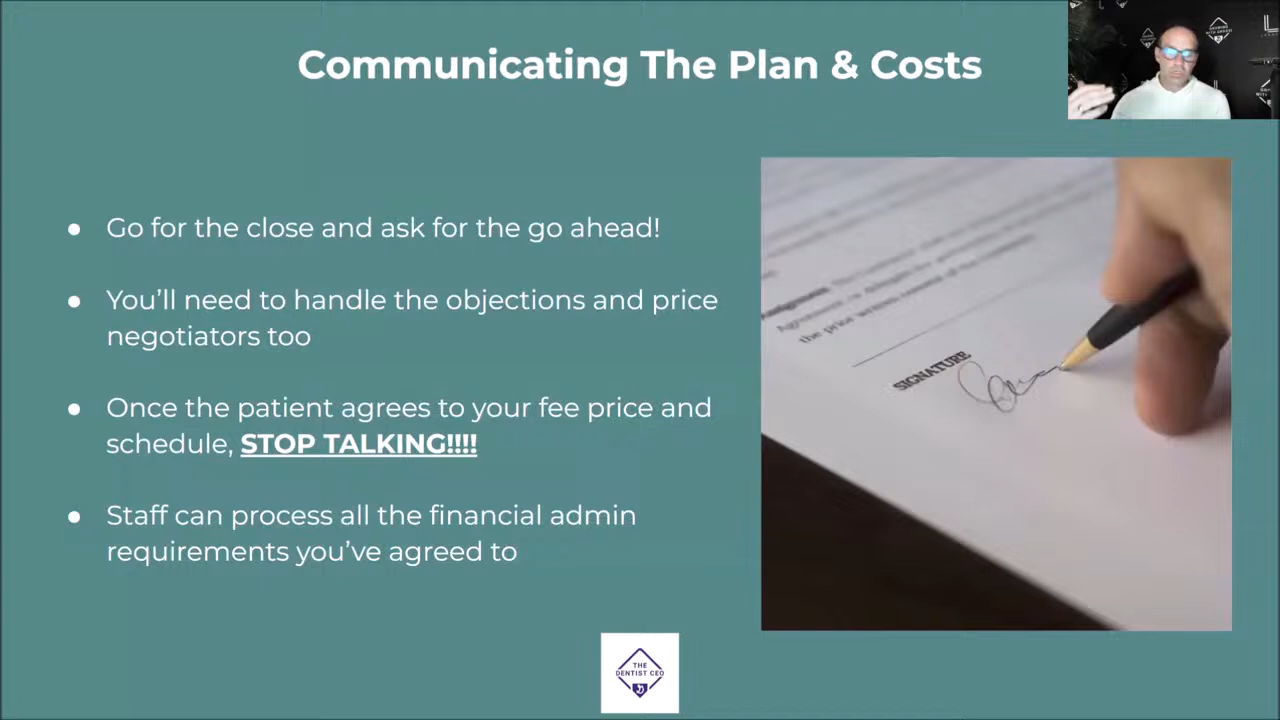 Communicating The Plan & Costs
● Go for the close and ask for the go ahead!
● You’ll need to handle the objections and price
negotiators too
● Once the patient agrees to your fee price and
schedule, STOP TALKING!!!!
● Staff can process all the financial admin
requirements you’ve agreed to
SIGNATURE
THE
DENTIST CEO